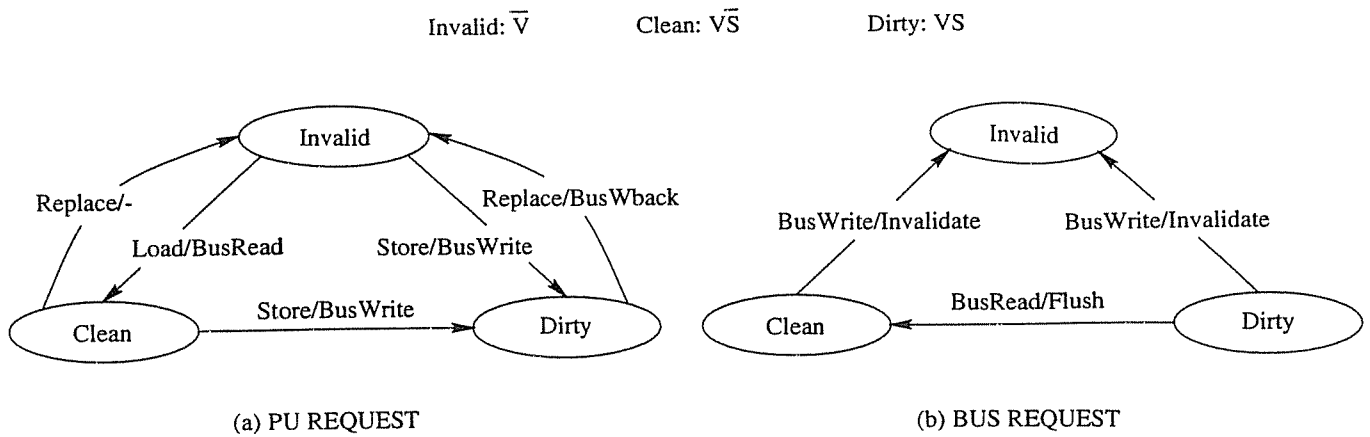 Invalid: V̅ Clean: VS̅ Dirty: VS
Invalid
Replace/-
Replace/BusWback
Load/BusRead
Store/BusWrite
Store/BusWrite
Clean
Dirty
(a) PU REQUEST
Invalid
BusWrite/Invalidate
BusWrite/Invalidate
BusRead/Flush
Clean
Dirty
(b) BUS REQUEST